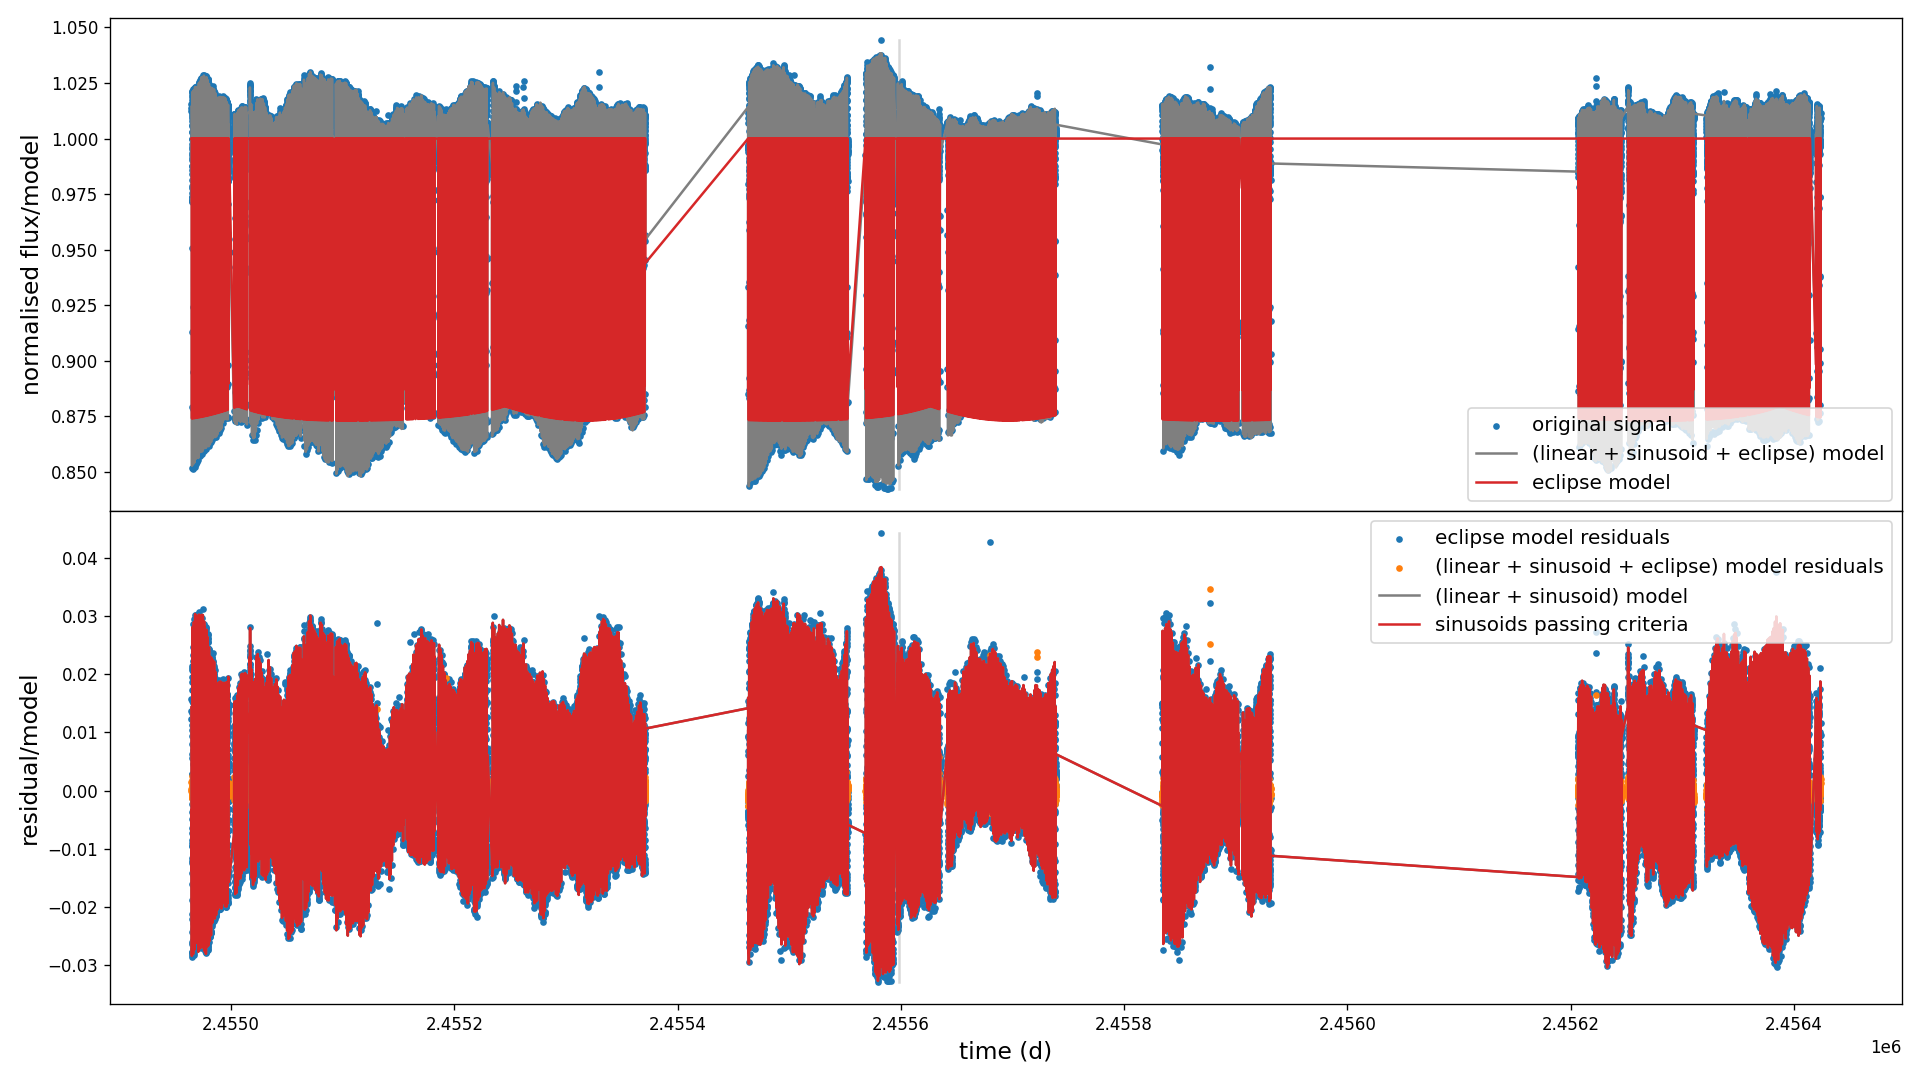 1.050
1.025
1.000
0.975
0.950
0.925
0.900
0.875
0.850
normalised flux/model
original signal
(linear + sinusoid + eclipse) model
eclipse model
0.04
0.03
0.02
0.01
0.00
−0.01
−0.02
−0.03
residual/model
eclipse model residuals
(linear + sinusoid + eclipse) model residuals
(linear + sinusoid) model
sinusoids passing criteria
2.4550 2.4552 2.4554 2.4556 2.4558 2.4560 2.4562 2.4564
1e6
time (d)